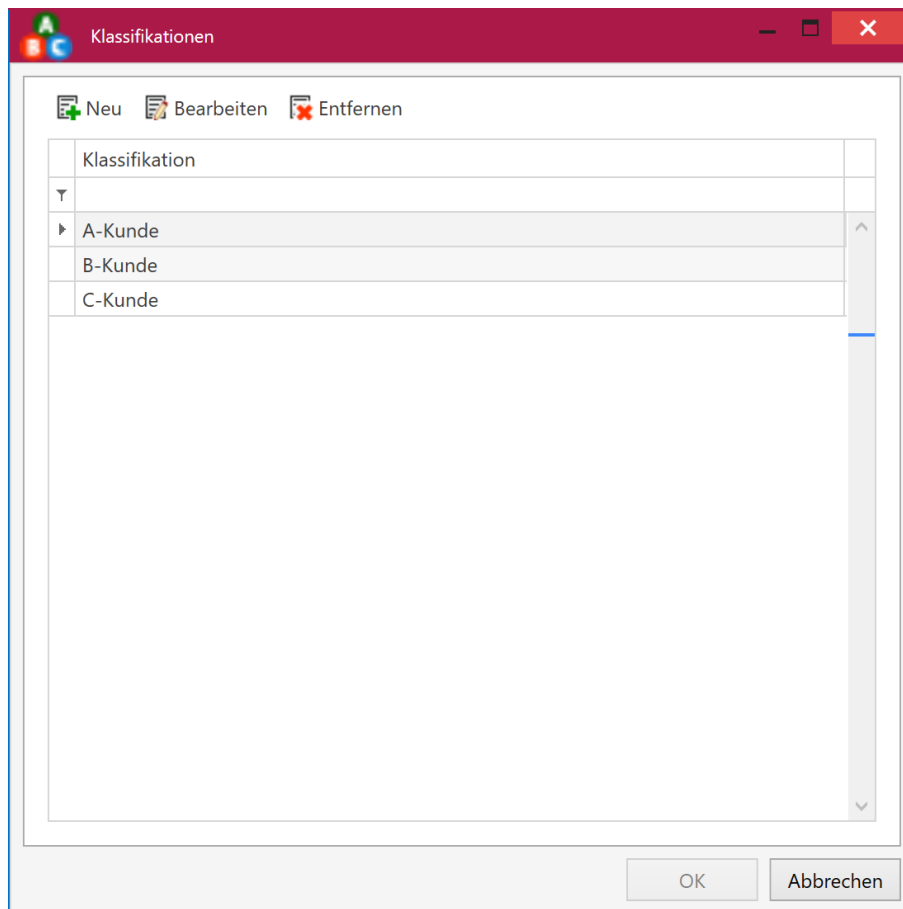 A
B C
Klassifikationen
Neu Bearbeiten Entfernen
Klassifikation
A-Kunde
B-Kunde
C-Kunde
OK Abbrechen